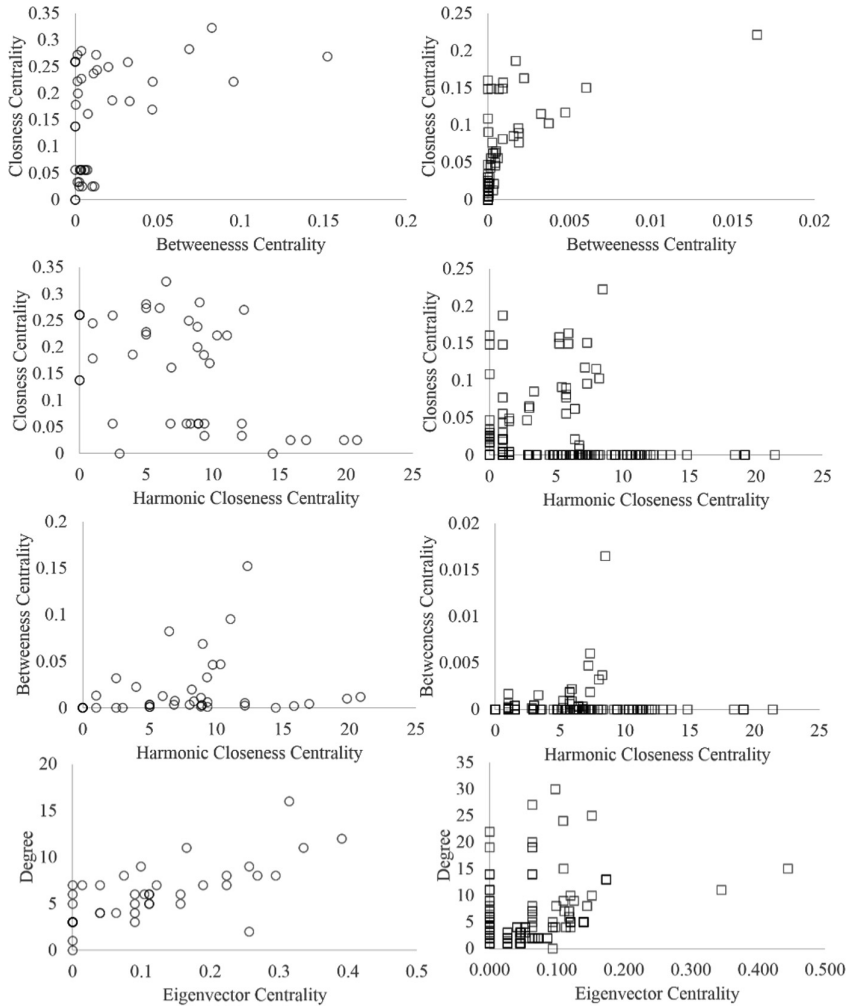 Closness Centrality
0.35
0.3
0.25
0.2
0.15
0.1
0.05
0
0 0.05 0.1 0.15 0.2
Betweenesss Centrality
Closness Centrality
0.25
0.2
0.15
0.1
0.05
0
0 0.005 0.01 0.015 0.02
Betweenesss Centrality
Closness Centrality
0.35
0.3
0.25
0.2
0.15
0.1
0.05
0
0 5 10 15 20 25
Harmonic Closeness Centrality
Closness Centrality
0.25
0.2
0.15
0.1
0.05
0
0 5 10 15 20 25
Harmonic Closeness Centrality
Betweeness Centrality
0.2
0.15
0.1
0.05
0
0 5 10 15 20 25
Harmonic Closeness Centrality
Betweeness Centrality
0.02
0.015
0.01
0.005
0
0 5 10 15 20 25
Harmonic Closeness Centrality
Degree
20
15
10
5
0
0 0.1 0.2 0.3 0.4 0.5
Eigenvector Centrality
Degree
35
30
25
20
15
10
5
0
0.000 0.100 0.200 0.300 0.400 0.500
Eigenvector Centrality